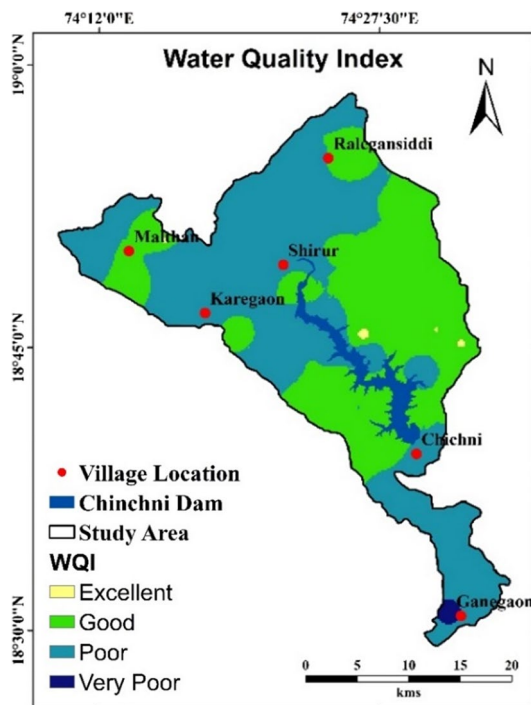 74°12'0"E 74°27'30"E
Water Quality Index
N
19°0'0"N
Ralegansiddi
Malthan
Shirur
Karegaon
18°45'0"N
Chichni
Village Location
Chinchni Dam
Study Area
WQI
Excellent
Good
Poor
Very Poor
Ganegaon
18°30'0"N
0 5 10 15 20
kms